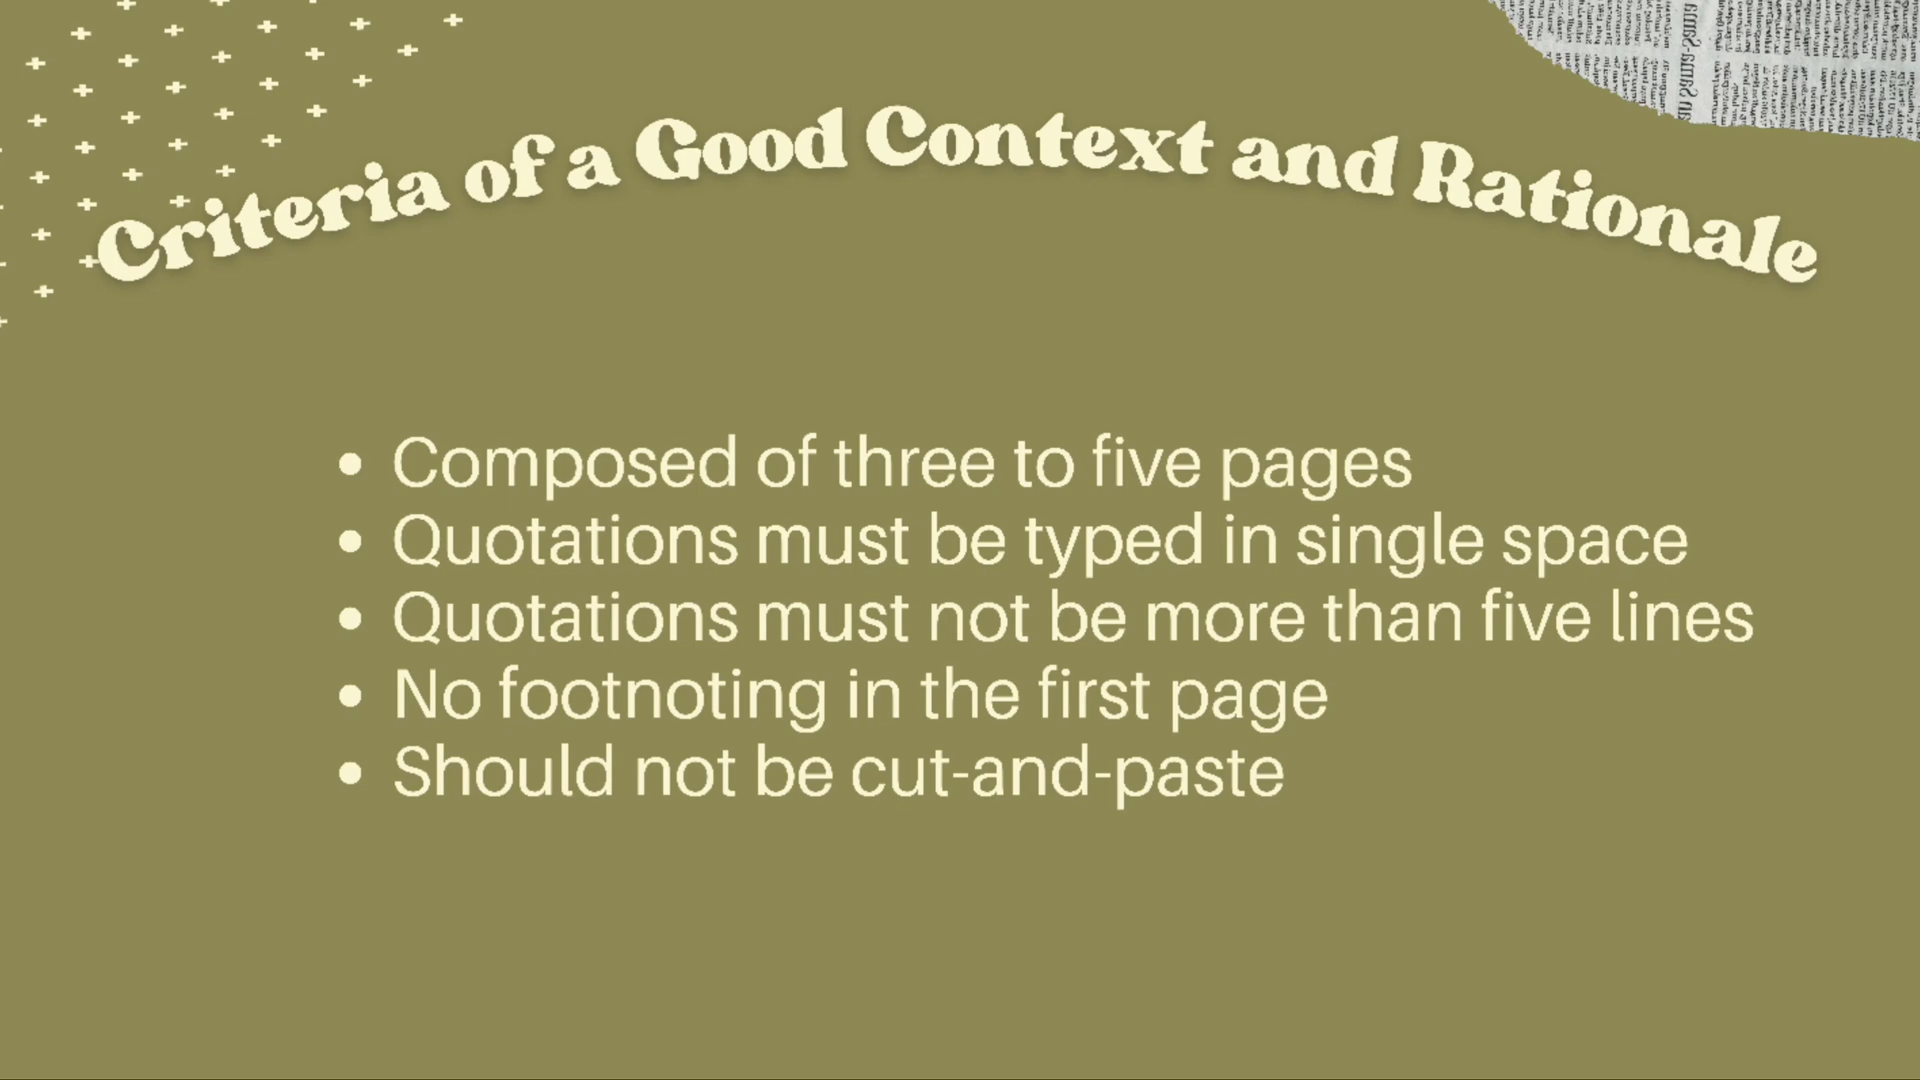 Criteria of a Good Context and Rationale
• Composed of three to five pages
• Quotations must be typed in single space
• Quotations must not be more than five lines
• No footnoting in the first page
• Should not be cut-and-paste